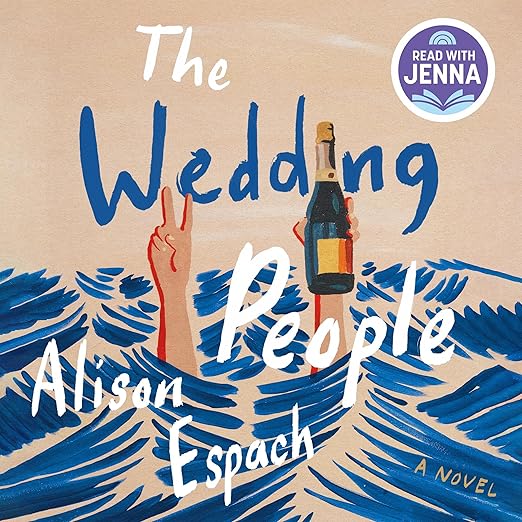 The
READ WITH
JENNA
Wedding
People
Alison
Espach
A NOVEL